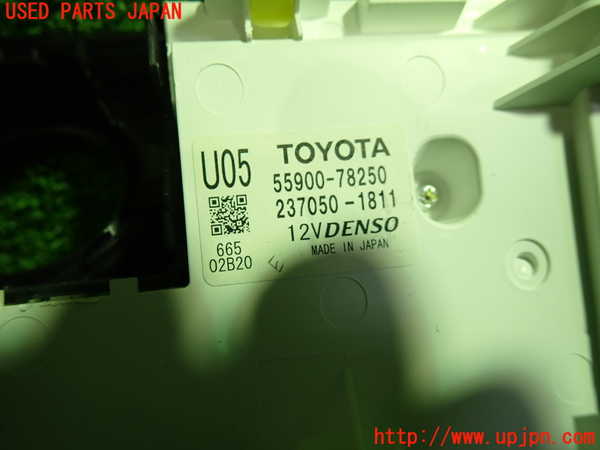 USED PARTS JAPAN
U05
TOYOTA
55900-78250
237050-1811
12V DENSO
MADE IN JAPAN
665
02B20
E
http://www.upjpn.com/